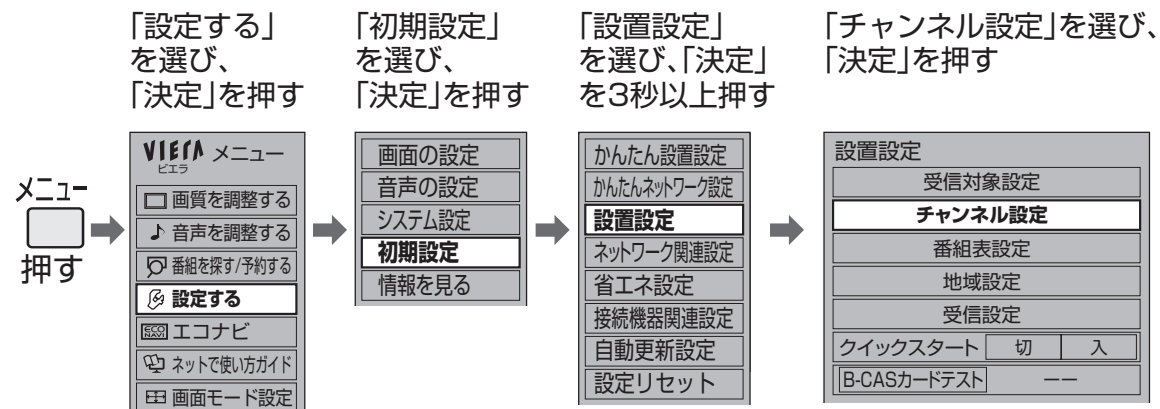 「設定する」
を選び、
「決定」を押す
「初期設定」
を選び、
「決定」を押す
「設置設定」
を選び、「決定」
を3秒以上押す
「チャンネル設定」を選び、
「決定」を押す
メニュー
押す
VIERA メニュー
ビエラ
画質を調整する
音声を調整する
番組を探す/予約する
設定する
ECO NAVI エコナビ
ネットで使い方ガイド
画面モード設定
画面の設定
音声の設定
システム設定
初期設定
情報を見る
かんたん設置設定
かんたんネットワーク設定
設置設定
ネットワーク関連設定
省エネ設定
接続機器関連設定
自動更新設定
設定リセット
設置設定
受信対象設定
チャンネル設定
番組表設定
地域設定
受信設定
クイックスタート 切 入
B-CASカードテスト ーー